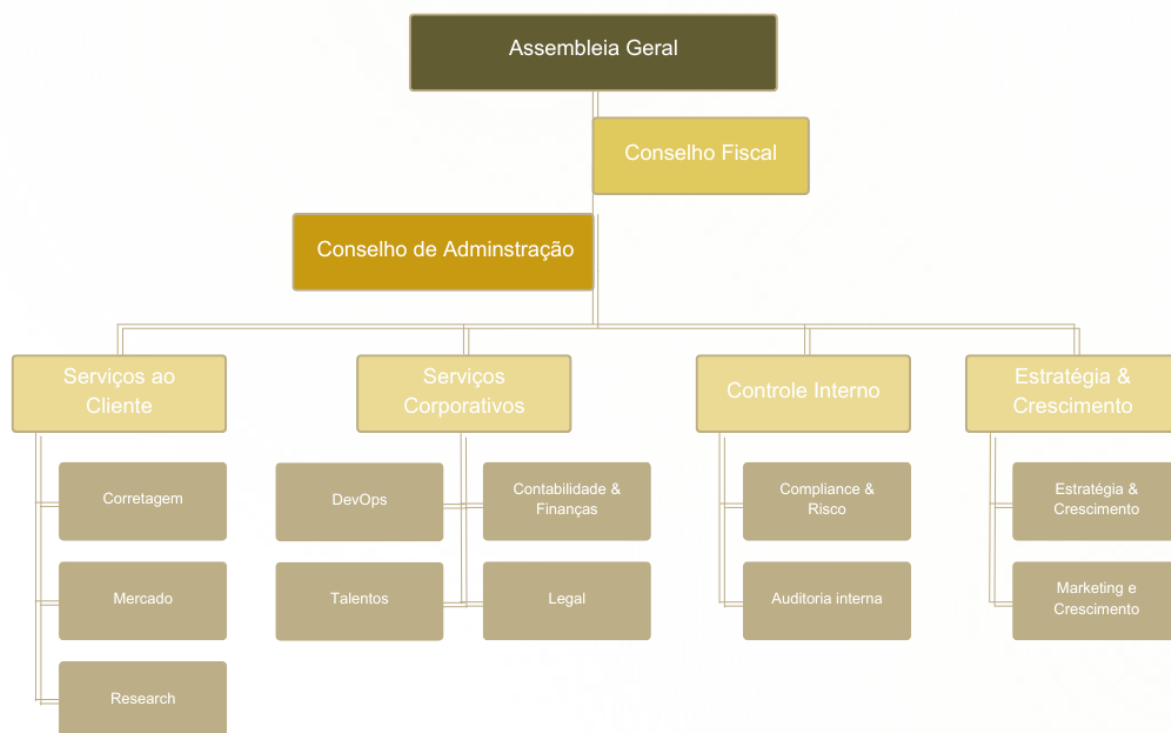 Assembleia Geral
Conselho Fiscal
Conselho de Adminstração
Serviços ao
Cliente
Serviços
Corporativos
Controle Interno
Estratégia &
Crescimento
Corretagem
Mercado
Research
DevOps
Contabilidade &
Finanças
Talentos
Legal
Compliance &
Risco
Auditoria interna
Estratégia &
Crescimento
Marketing e
Crescimento